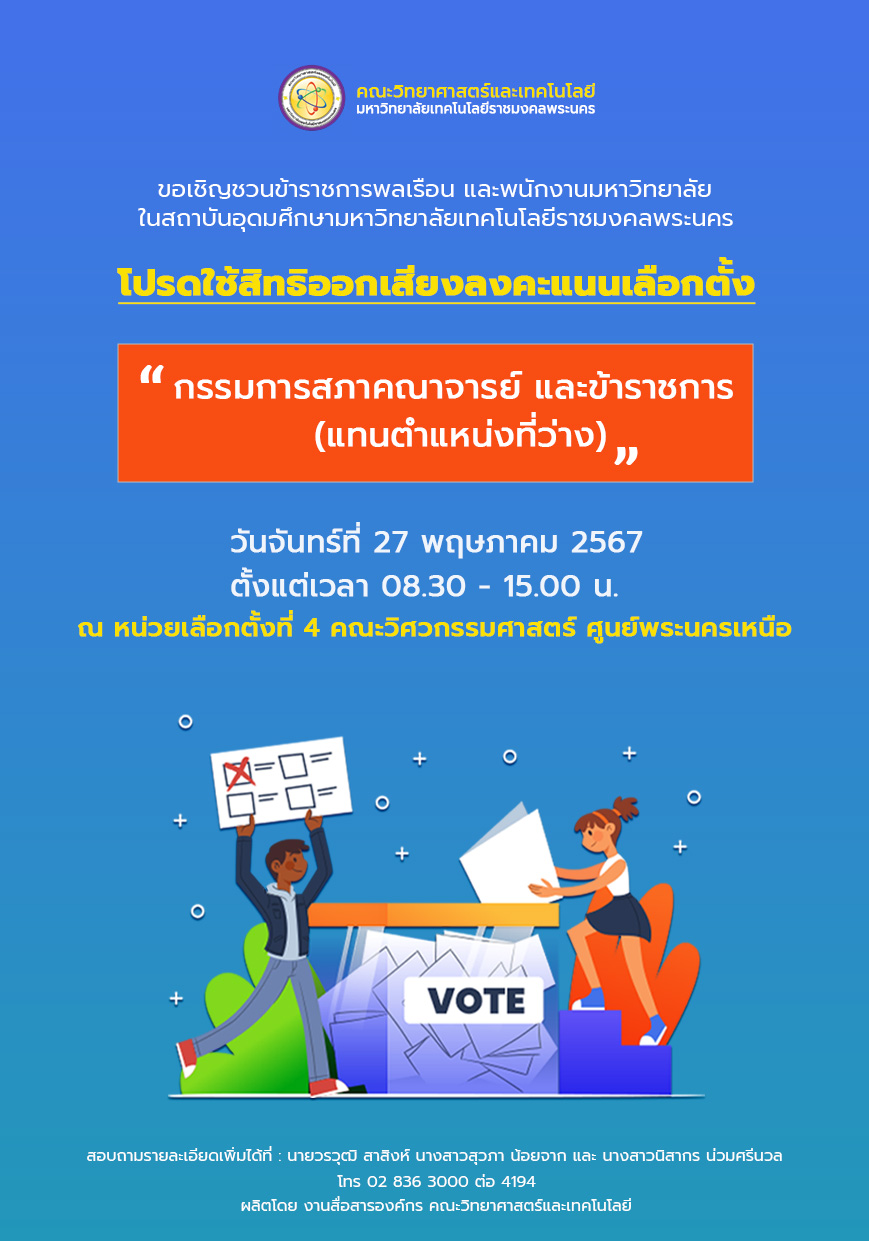 คณะวิทยาศาสตร์และเทคโนโลยี
มหาวิทยาลัยเทคโนโลยีราชมงคลพระนคร
ขอเชิญชวนข้าราชการพลเรือน และพนักงานมหาวิทยาลัย
ในสถาบันอุดมศึกษามหาวิทยาลัยเทคโนโลยีราชมงคลพระนคร
โปรดใช้สิทธิออกเสียงลงคะแนนเลือกตั้ง
“ กรรมการสภาคณาจารย์ และข้าราชการ
(แทนตำแหน่งที่ว่าง) ”
วันจันทร์ที่ 27 พฤษภาคม 2567
ตั้งแต่เวลา 08.30 - 15.00 น.
ณ หน่วยเลือกตั้งที่ 4 คณะวิศวกรรมศาสตร์ ศูนย์พระนครเหนือ
VOTE
สอบถามรายละเอียดเพิ่มได้ที่ : นายวรวุฒิ สาสิงห์ นางสาวสุวภา น้อยจาก และ นางสาวนิสากร น่วมศรีนวล
โทร 02 836 3000 ต่อ 4194
ผลิตโดย งานสื่อสารองค์กร คณะวิทยาศาสตร์และเทคโนโลยี